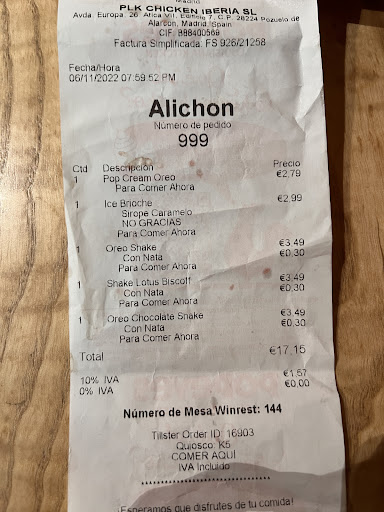 Madrid
PLK CHICKEN IBERIA SL
Avda. Europa, 26. Atica VII, Edificio 7, C.P. 28224 Pozuelo de
Alarcon, Madrid, Spain
CIF: B88400569
Factura Simplificada: FS 926/21258
Fecha/Hora
06/11/2022 07:59:52 PM
Alichon
Número de pedido
999
Ctd Descripción Precio
1 Pop Cream Oreo €2,79
Para Comer Ahora
1 Ice Brioche €2,99
Sirope Caramelo
NO GRACIAS
Para Comer Ahora
1 Oreo Shake €3,49
Con Nata €0,30
Para Comer Ahora
1 Shake Lotus Biscoff €3,49
Con Nata €0,30
Para Comer Ahora
1 Oreo Chocolate Shake €3,49
Con Nata €0,30
Para Comer Ahora
Total €17,15
10% IVA €1,57
0% IVA €0,00
Número de Mesa Winrest: 144
Tillster Order ID: 16903
Quiosco: K5
COMER AQUÍ
IVA Incluido
********************************
¡Esperamos que disfrutes de tu comida!